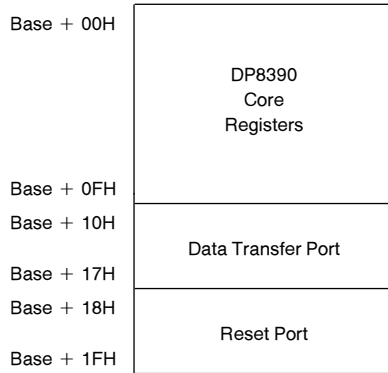 Base + 00H
DP8390
Core
Registers
Base + 0FH
Base + 10H
Data Transfer Port
Base + 17H
Base + 18H
Reset Port
Base + 1FH